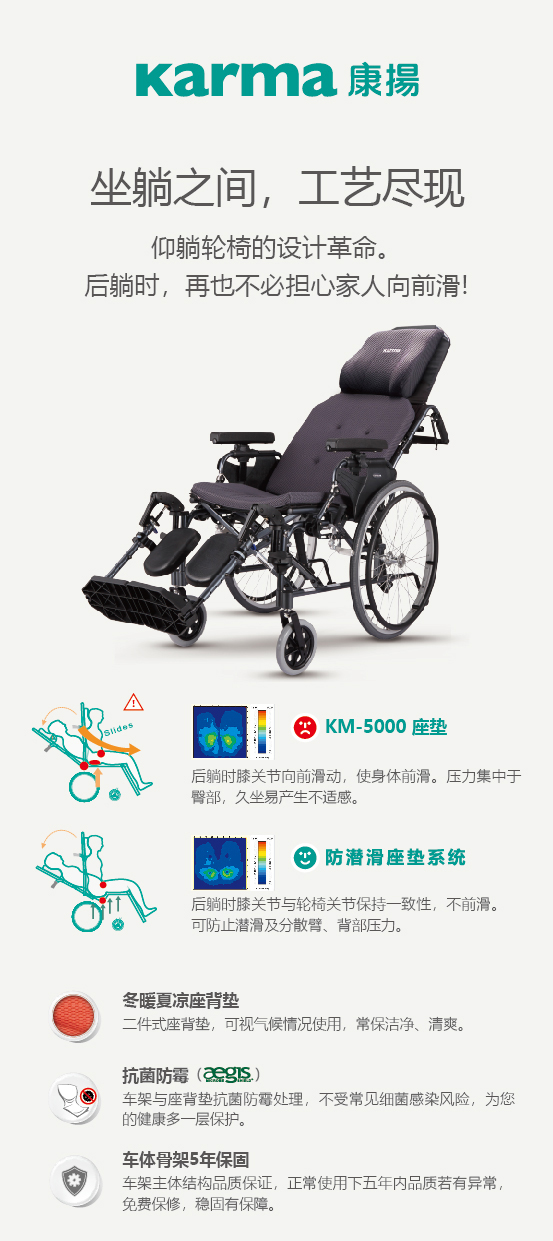 Karma 康揚
坐躺之间，工艺尽现
仰躺轮椅的设计革命。
后躺时，再也不必担心家人向前滑!
KARMA
Slides
KM-5000 座垫
后躺时膝关节向前滑动，使身体前滑。压力集中于
臀部，久坐易产生不适感。
防潜滑座垫系统
后躺时膝关节与轮椅关节保持一致性，不前滑。
可防止潜滑及分散臂、背部压力。
冬暖夏凉座背垫
二件式座背垫，可视气候情况使用，常保洁净、清爽。
抗菌防霉（aegis）
车架与座背垫抗菌防霉处理，不受常见细菌感染风险，为您
的健康多一层保护。
车体骨架5年保固
车架主体结构品质保证，正常使用下五年内品质若有异常，
免费保修，稳固有保障。